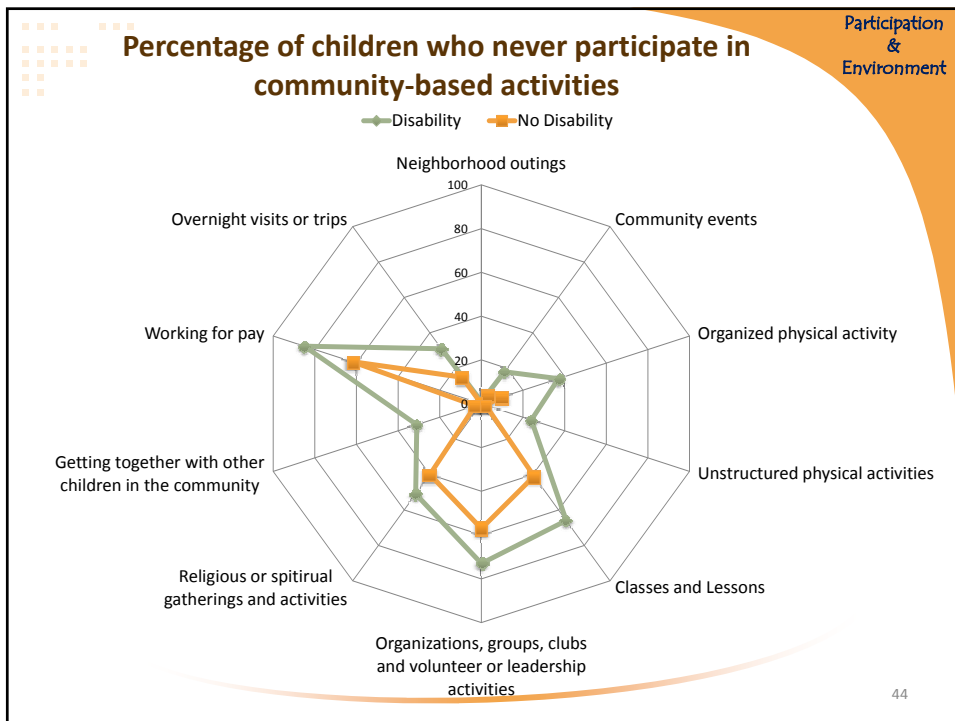 Participation
&
Environment
Percentage of children who never participate in
community-based activities
Disability
No Disability
Neighborhood outings
Community events
Organized physical activity
Unstructured physical activities
Classes and Lessons
Organizations, groups, clubs
and volunteer or leadership
activities
Religious or spitirual
gatherings and activities
Getting together with other
children in the community
Working for pay
Overnight visits or trips
100
80
60
40
20
0
44